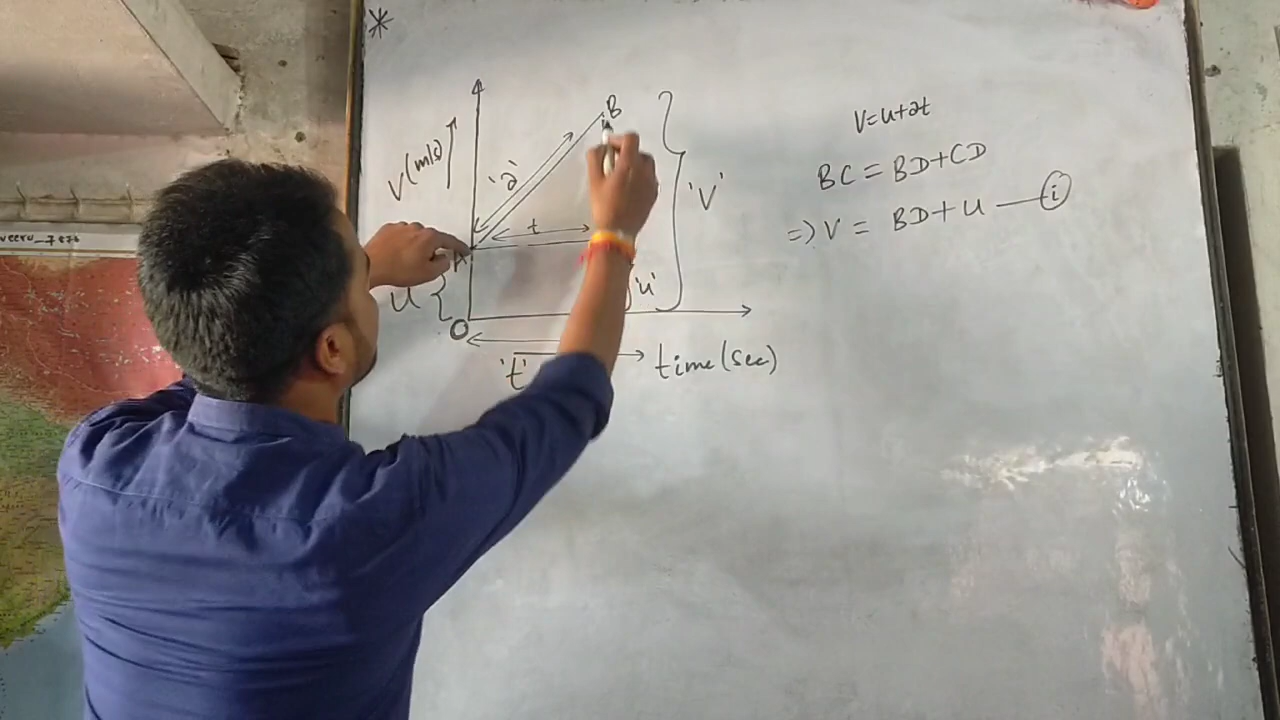 *
B
V=u+at
V(m/s)
'a'
'V'
BC = BD+CD
t
=> V = BD+u — (i)
A
u
'u'
O
't'
time(sec)